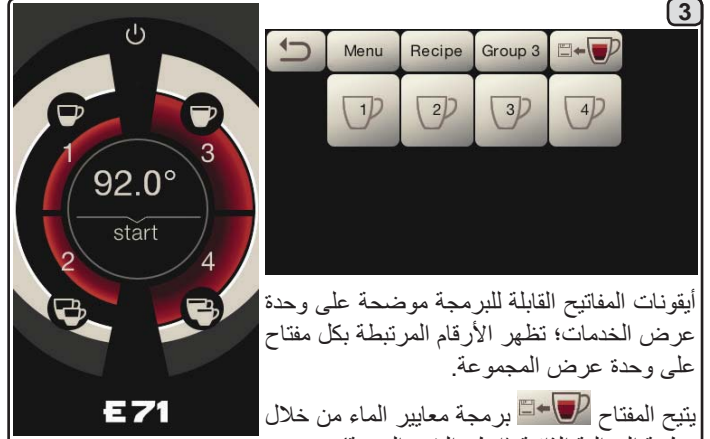 3
Menu Recipe Group 3
1 2 3 4
1 3
92.0°
start
2 4
E71
أيقونات المفاتيح القابلة للبرمجة موضحة على وحدة
عرض الخدمات؛ تظهر الأرقام المرتبطة بكل مفتاح
على وحدة عرض المجموعة.
يتيح المفتاح برمجة معايير الماء من خلال